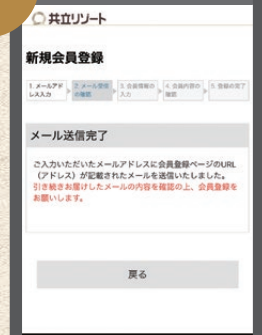 共立リゾート
新規会員登録
1. メールアド
レス入力
2. メール受信
の確認
3. 会員情報の
入力
4. 会員内容の
確認
5. 登録の完了
メール送信完了
ご入力いただいたメールアドレスに会員登録ページのURL
（アドレス）が記載されたメールを送信いたしました。
引き続きお届けしたメールの内容を確認の上、会員登録を
お願いします。
戻る